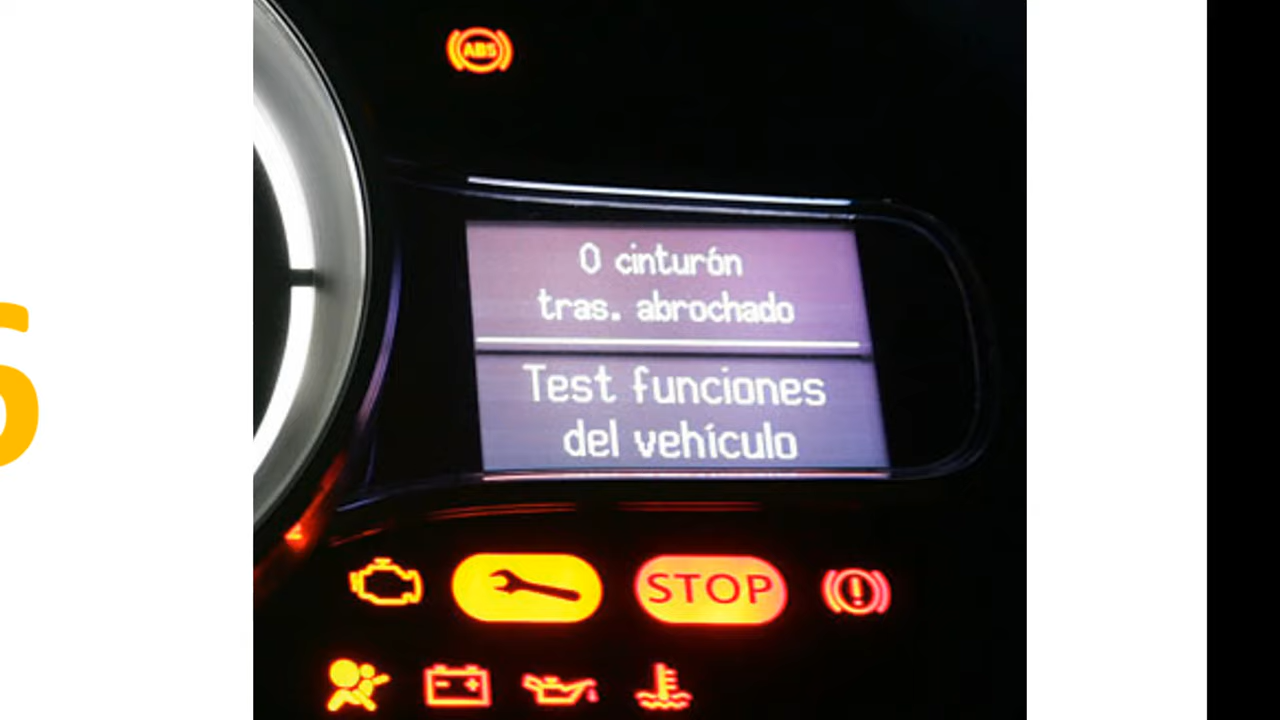 ABS
0 cinturón
tras. abrochado
Test funciones
del vehículo
STOP